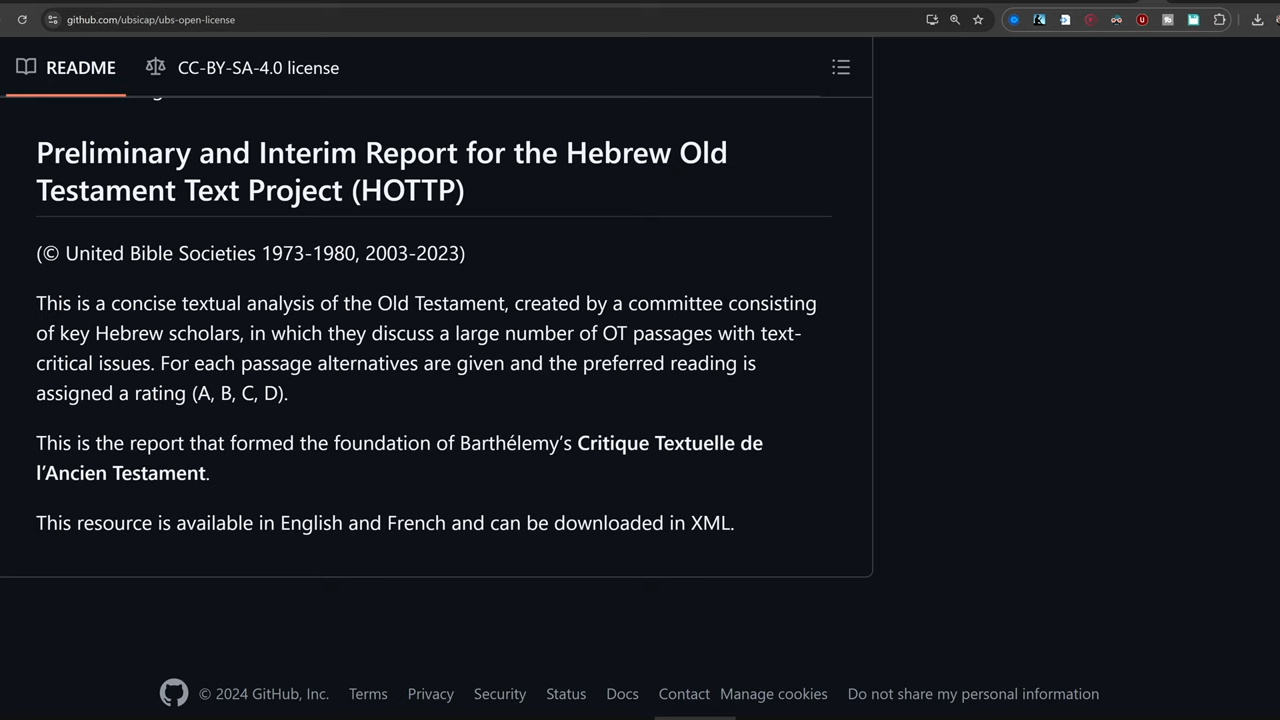 github.com/ubsicap/ubs-open-license
README
CC-BY-SA-4.0 license
Preliminary and Interim Report for the Hebrew Old
Testament Text Project (HOTTP)
(© United Bible Societies 1973-1980, 2003-2023)
This is a concise textual analysis of the Old Testament, created by a committee consisting
of key Hebrew scholars, in which they discuss a large number of OT passages with text-
critical issues. For each passage alternatives are given and the preferred reading is
assigned a rating (A, B, C, D).
This is the report that formed the foundation of Barthélemy’s Critique Textuelle de
l’Ancien Testament.
This resource is available in English and French and can be downloaded in XML.
© 2024 GitHub, Inc. Terms Privacy Security Status Docs Contact Manage cookies Do not share my personal information